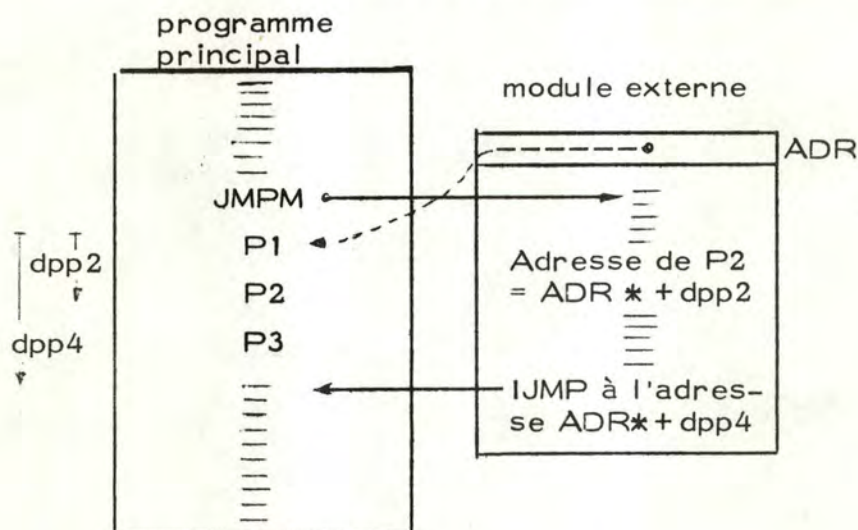 programme
principal
module externe
ADR
JMPM
P1
dpp2
P2
dpp4
P3
Adresse de P2
= ADR * + dpp2
IJMP à l'adres-
se ADR* + dpp4